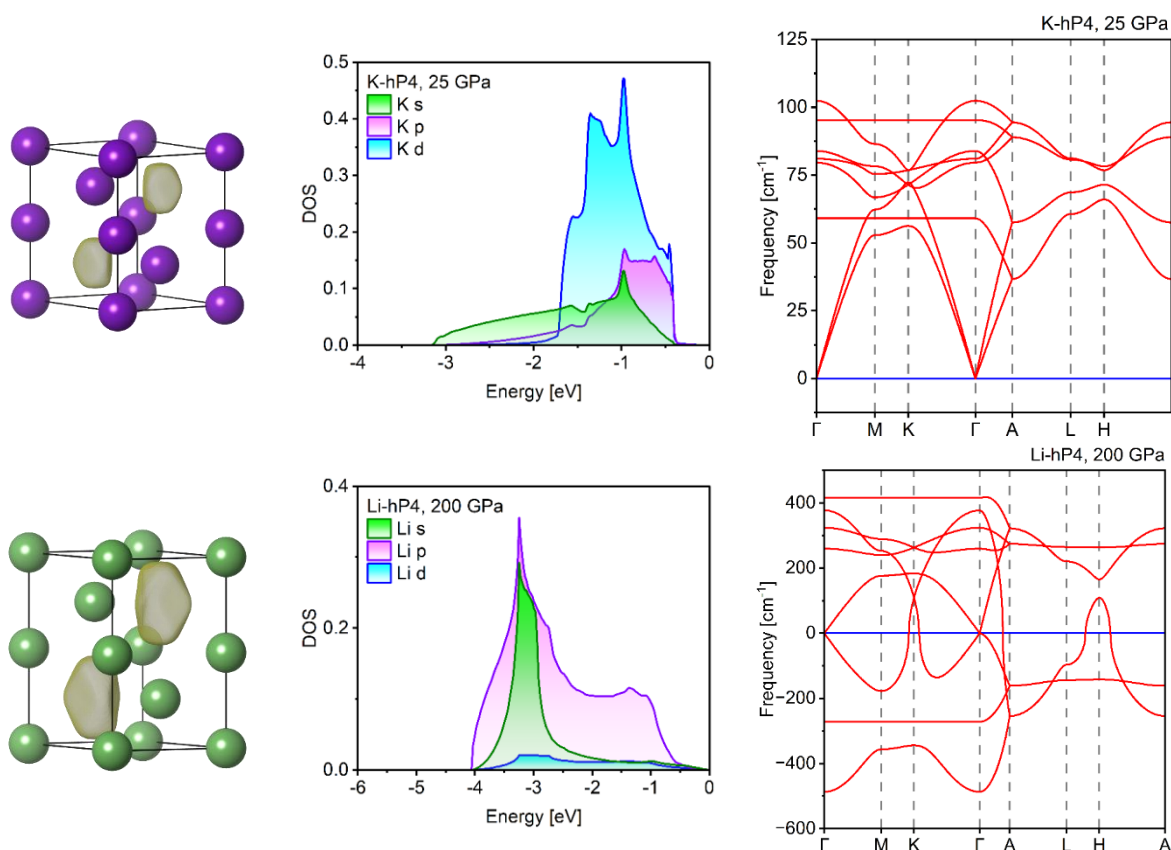 K-hP4, 25 GPa
K s
K p
K d
DOS
0.5
0.4
0.3
0.2
0.1
0.0
-4
-3
-2
-1
0
Energy [eV]
K-hP4, 25 GPa
Frequency [cm⁻¹]
125
100
75
50
25
0
Γ
M
K
Γ
A
L
H
Li-hP4, 200 GPa
Li s
Li p
Li d
DOS
0.4
0.2
0.0
-6
-5
-4
-3
-2
-1
0
Energy [eV]
Li-hP4, 200 GPa
Frequency [cm⁻¹]
400
200
0
−200
−400
−600
Γ
M
K
Γ
A
L
H
A